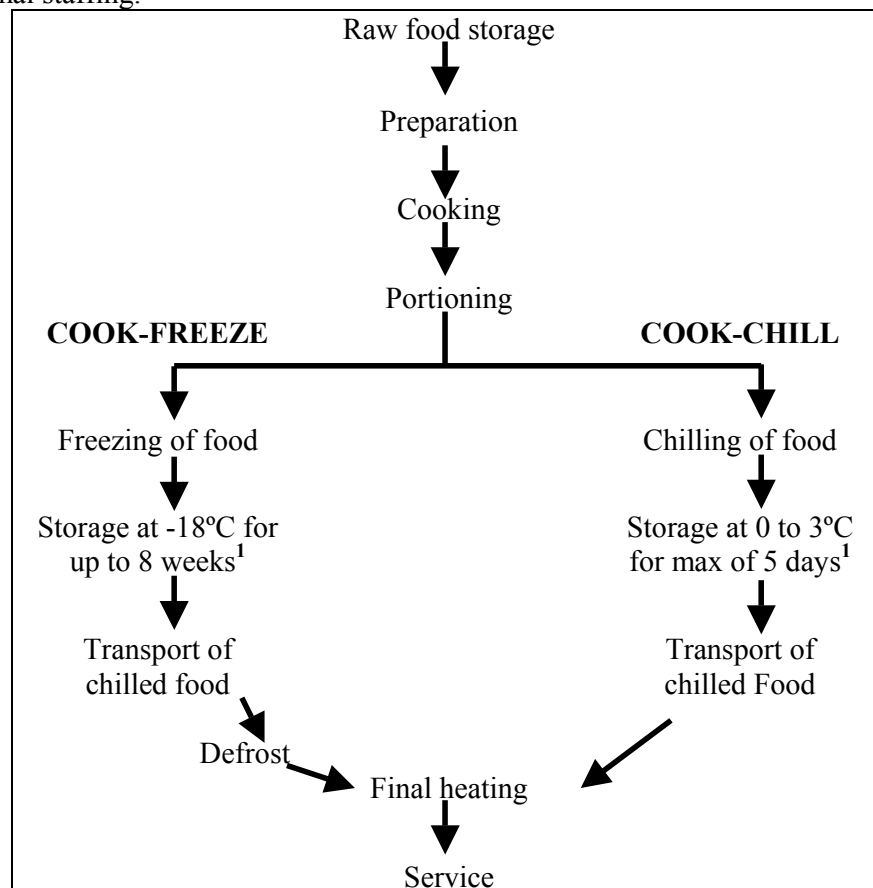 nal staffing.
Raw food storage
Preparation
Cooking
Portioning
COOK-FREEZE
COOK-CHILL
Freezing of food
Chilling of food
Storage at -18ºC for
up to 8 weeks¹
Storage at 0 to 3ºC
for max of 5 days¹
Transport of
chilled food
Transport of
chilled Food
Defrost
Final heating
Service